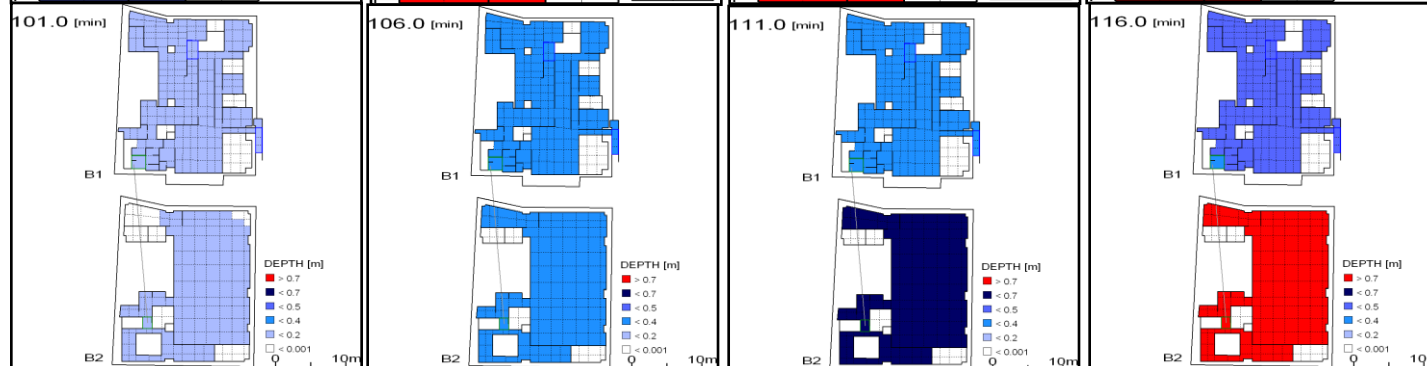 101.0 [min]
B1
B2
DEPTH [m]
> 0.7
< 0.7
< 0.5
< 0.4
< 0.2
< 0.001
0 10m
106.0 [min]
B1
B2
DEPTH [m]
> 0.7
< 0.7
< 0.5
< 0.4
< 0.2
< 0.001
0 10m
111.0 [min]
B1
B2
DEPTH [m]
> 0.7
< 0.7
< 0.5
< 0.4
< 0.2
< 0.001
0 10m
116.0 [min]
B1
B2
DEPTH [m]
> 0.7
< 0.7
< 0.5
< 0.4
< 0.2
< 0.001
0 10